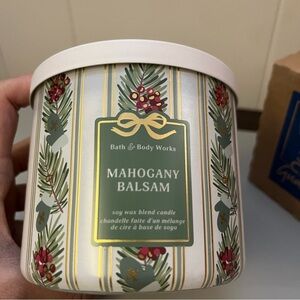 Bath & Body Works
MAHOGANY
BALSAM
soy wax blend candle
chandelle faite d'un mélange
de cire à base de soya